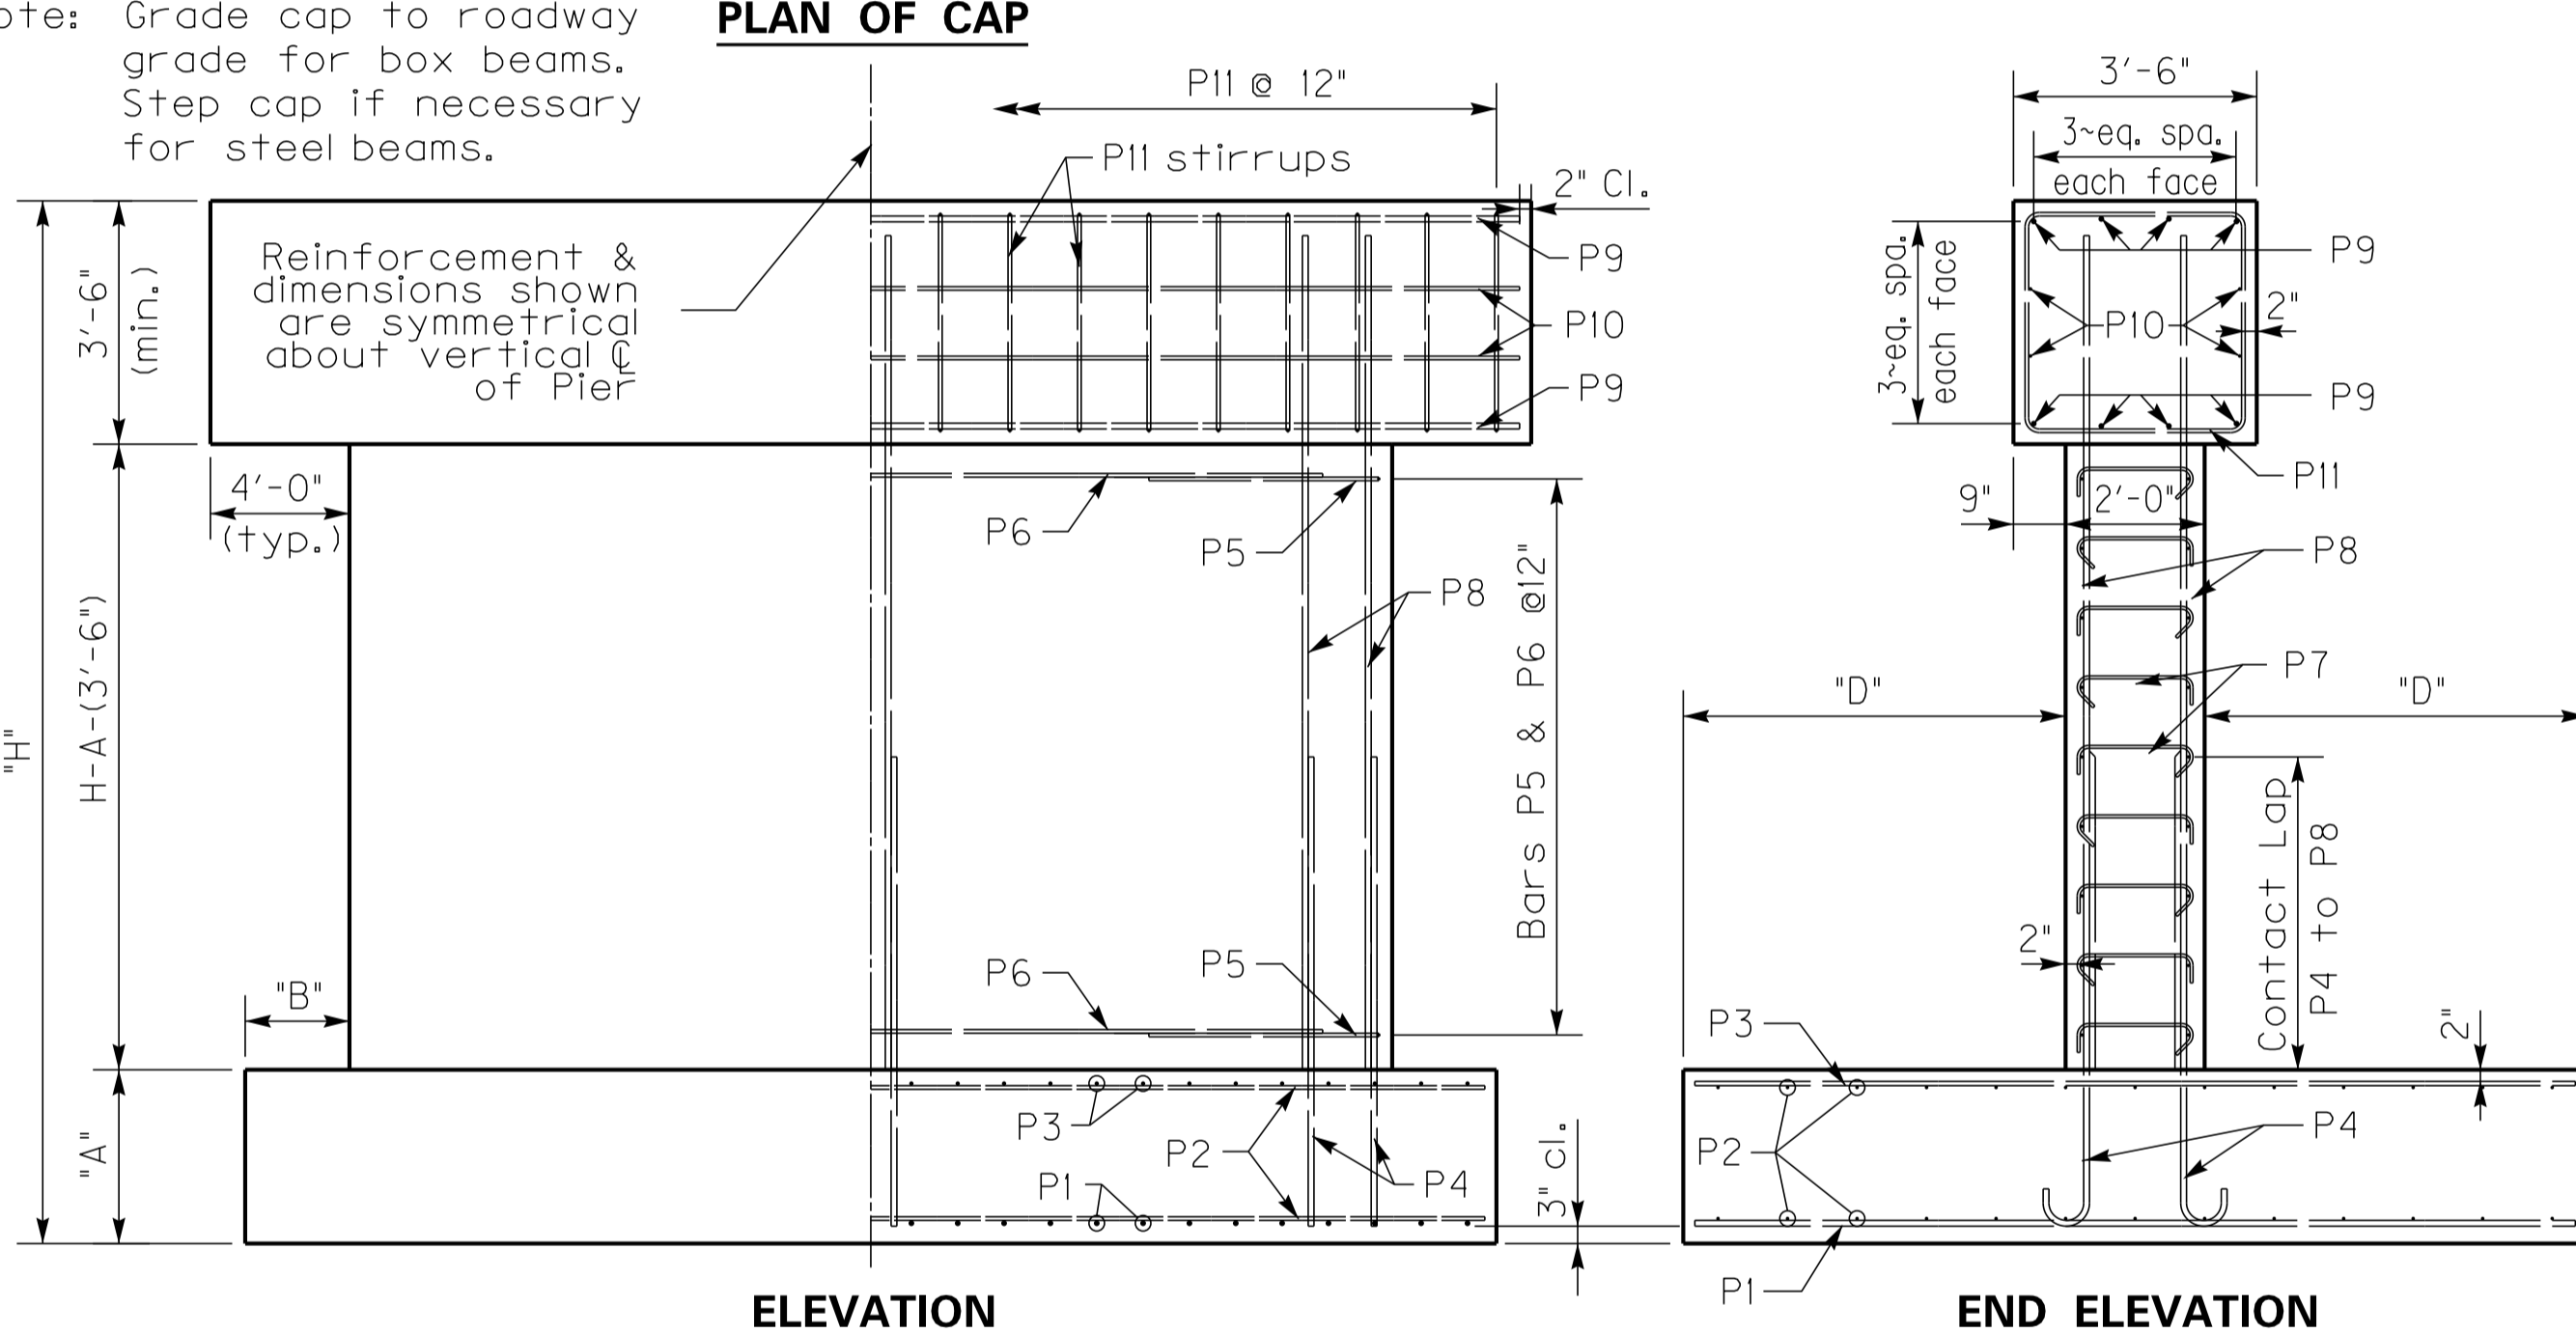 ote: Grade cap to roadway
grade for box beams.
Step cap if necessary
for steel beams.
PLAN OF CAP
P11 @ 12"
P11 stirrups
2" Cl.
Reinforcement &
dimensions shown
are symmetrical
about vertical ℄
of Pier
P9
P10
P9
3'-6"
(min.)
4'-0"
(typ.)
H-A-(3'-6")
"H"
"A"
"B"
P6
P5
P8
Bars P5 & P6 @12"
P6
P5
P3
P2
P1
P4
3" cl.
ELEVATION
3'-6"
3~eq. spa.
each face
3~eq. spa.
each face
P9
P10
2"
P9
P11
9"
2'-0"
P8
P7
"D"
"D"
Contact Lap
P4 to P8
2"
2"
P3
P2
P4
P1
END ELEVATION